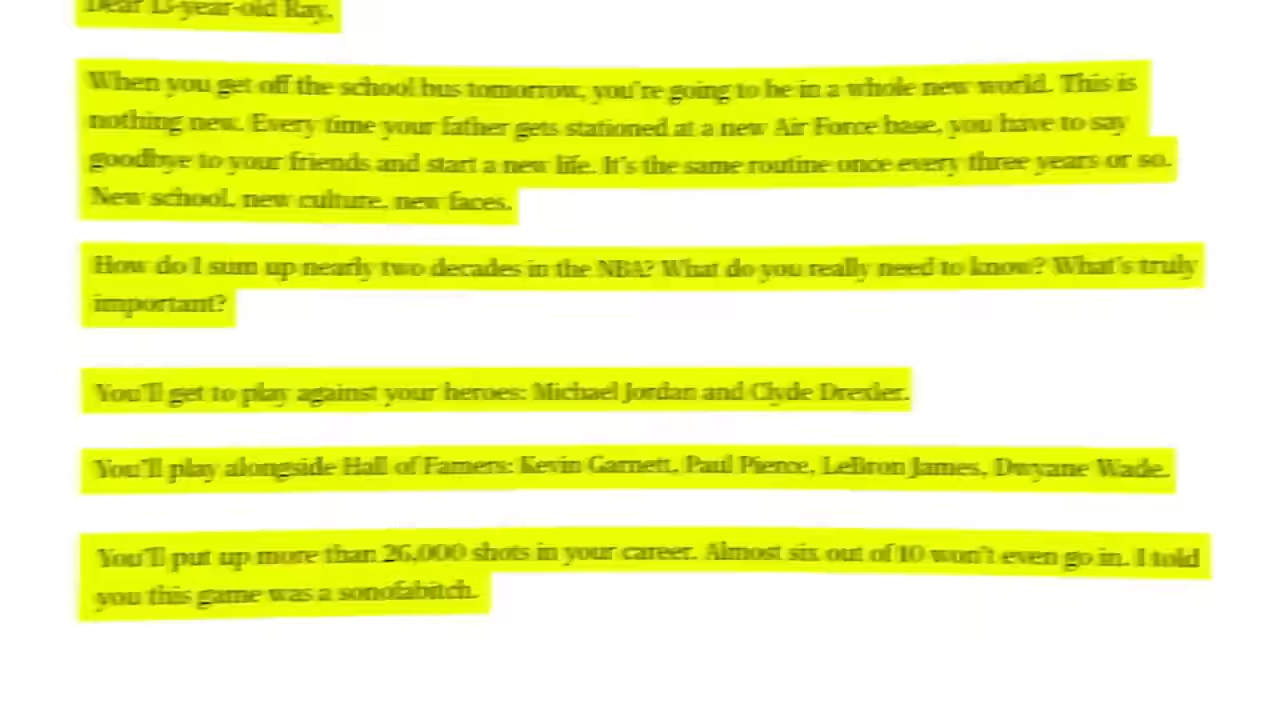 Dear 13-year-old Ray,
When you get off the school bus tomorrow, you're going to be in a whole new world. This is
nothing new. Every time your father gets stationed at a new Air Force base, you have to say
goodbye to your friends and start a new life. It's the same routine once every three years or so.
New school, new culture, new faces.
How do I sum up nearly two decades in the NBA? What do you really need to know? What's truly
important?
You'll get to play against your heroes: Michael Jordan and Clyde Drexler.
You'll play alongside Hall of Famers: Kevin Garnett, Paul Pierce, LeBron James, Dwyane Wade.
You'll put up more than 26,000 shots in your career. Almost six out of 10 won't even go in. I told
you this game was a sonofabitch.